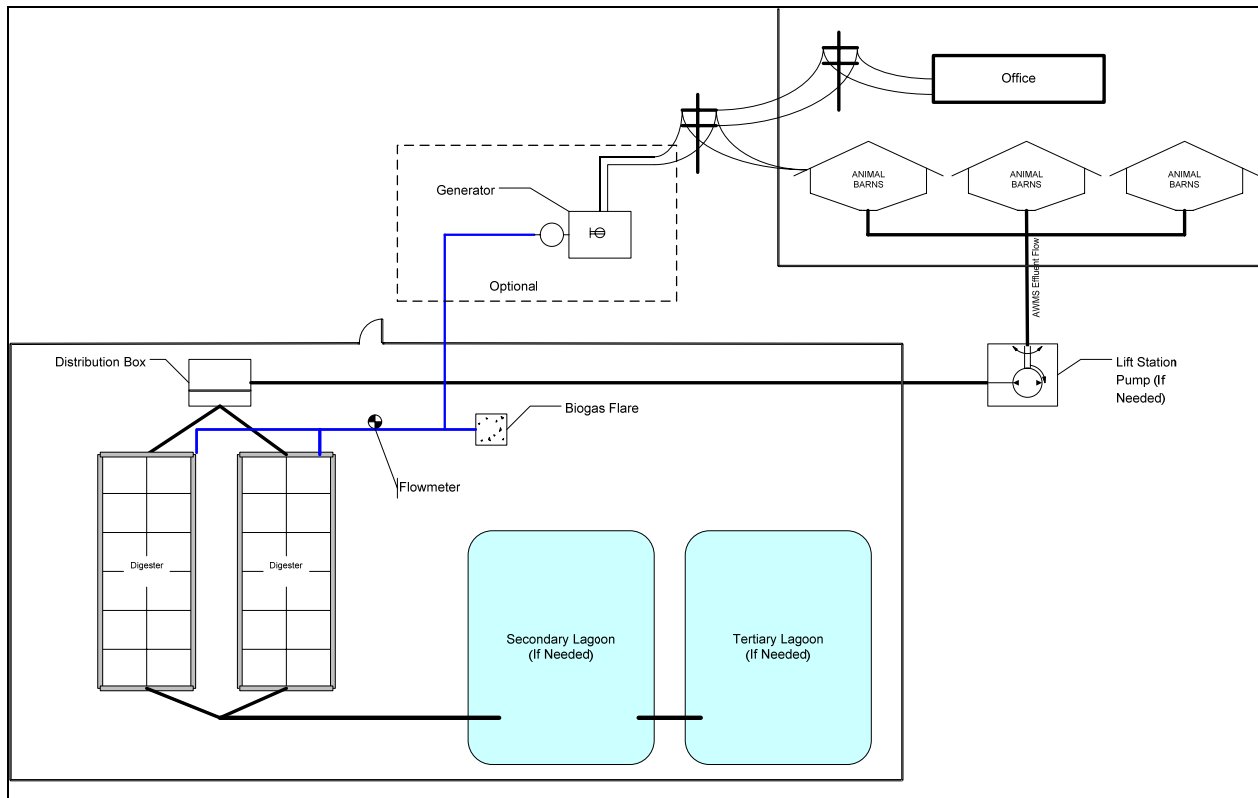 Office
ANIMAL
BARNS
ANIMAL
BARNS
ANIMAL
BARNS
Generator
Optional
AWMS Effluent Flow
Distribution Box
Lift Station
Pump (If
Needed)
Biogas Flare
Flowmeter
Digester
Digester
Secondary Lagoon
(If Needed)
Tertiary Lagoon
(If Needed)